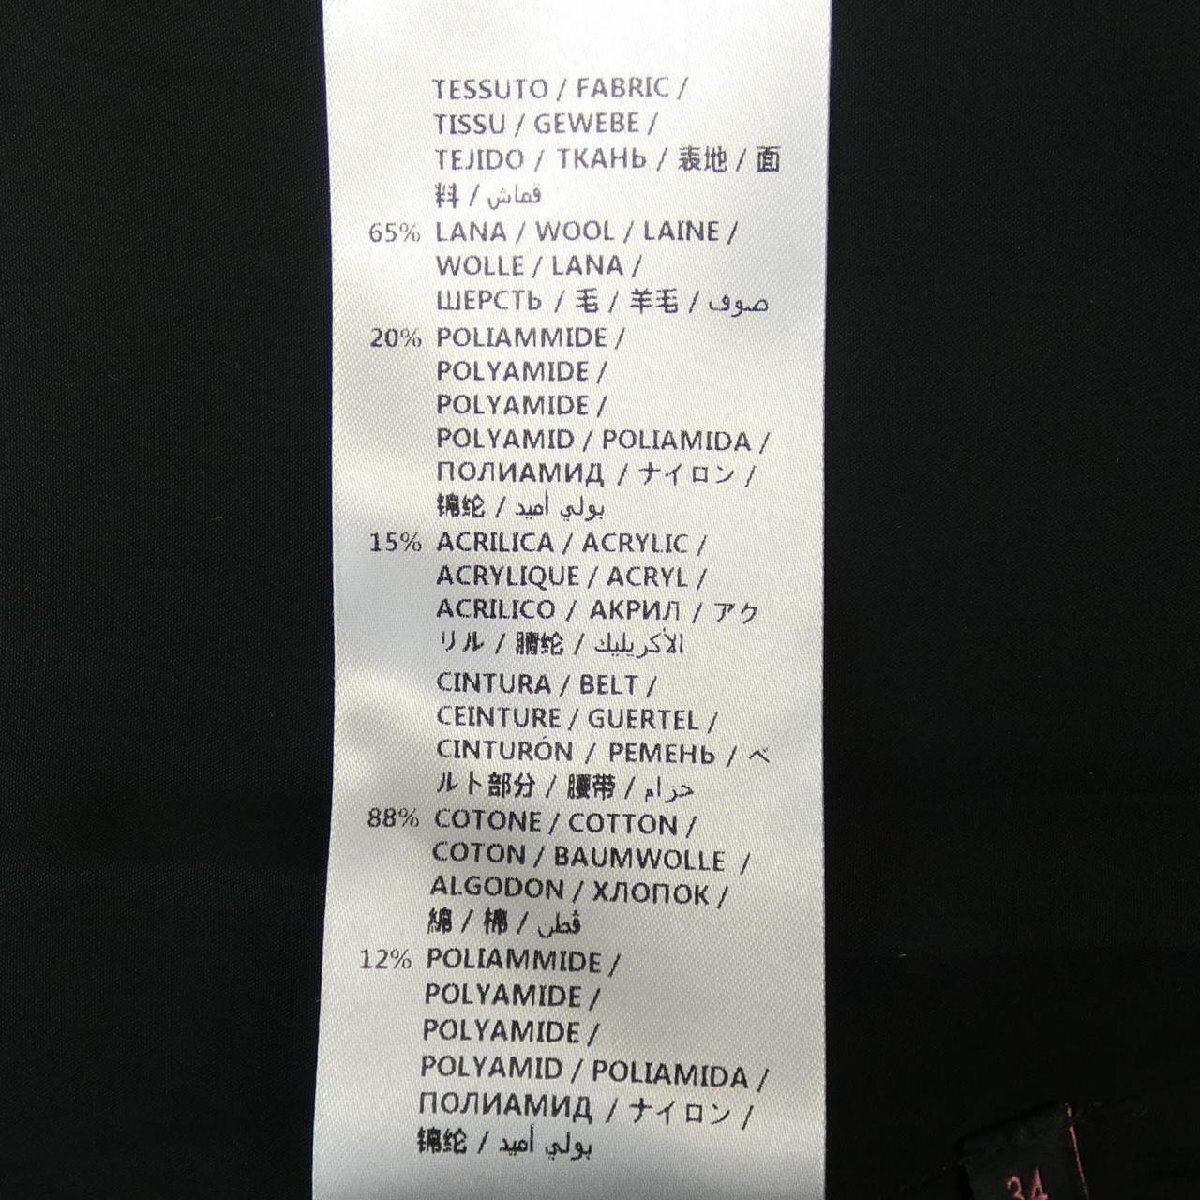 TESSUTO / FABRIC /
TISSU / GEWEBE /
TEJIDO / ТКАНЬ / 表地 / 面
料 / قماش
65% LANA / WOOL / LAINE /
WOLLE / LANA /
ШЕРСТЬ / 毛 / 羊毛 / صوف
20% POLIAMMIDE /
POLYAMIDE /
POLYAMIDE /
POLYAMID / POLIAMIDA /
ПОЛИАМИД / ナイロン /
锦纶 / بولي أميد
15% ACRILICA / ACRYLIC /
ACRYLIQUE / ACRYL /
ACRILICO / АКРИЛ / アク
リル / 腈纶 / الأكريليك
CINTURA / BELT /
CEINTURE / GUERTEL /
CINTURÓN / РЕМЕНЬ / ベ
ルト部分 / 腰带 / حزام
88% COTONE / COTTON /
COTON / BAUMWOLLE /
ALGODON / ХЛОПОК /
綿 / 棉 / قطن
12% POLIAMMIDE /
POLYAMIDE /
POLYAMIDE /
POLYAMID / POLIAMIDA /
ПОЛИАМИД / ナイロン /
锦纶 / بولي أميد
34